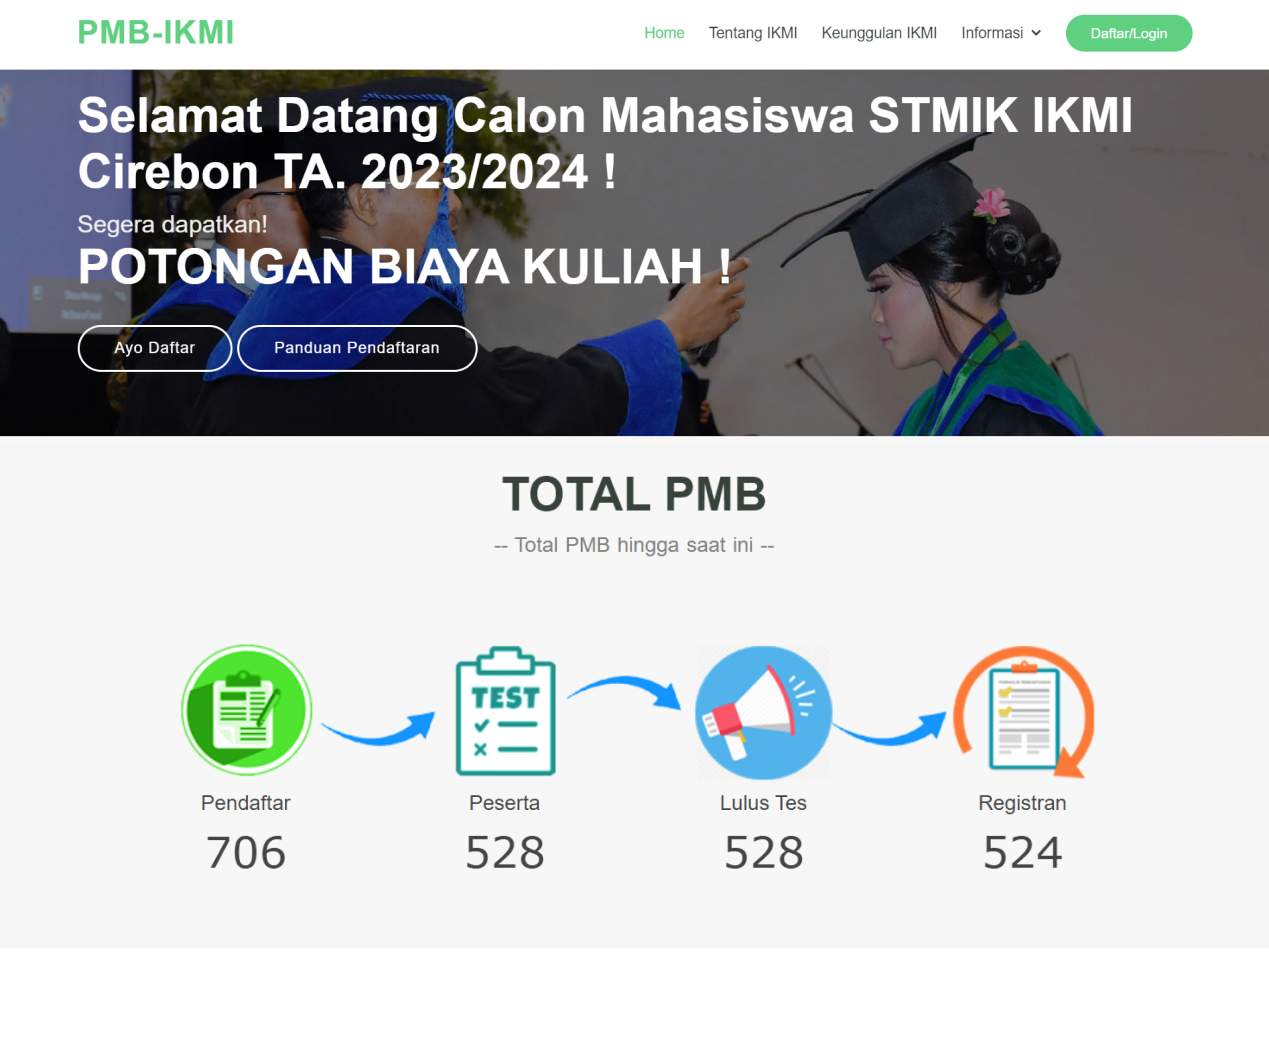 PMB-IKMI
Home
Tentang IKMI
Keunggulan IKMI
Informasi
Daftar/Login
Selamat Datang Calon Mahasiswa STMIK IKMI
Cirebon TA. 2023/2024 !
Segera dapatkan!
POTONGAN BIAYA KULIAH !
Ayo Daftar
Panduan Pendaftaran
TOTAL PMB
-- Total PMB hingga saat ini --
TEST
Pendaftar
Peserta
Lulus Tes
Registran
706
528
528
524